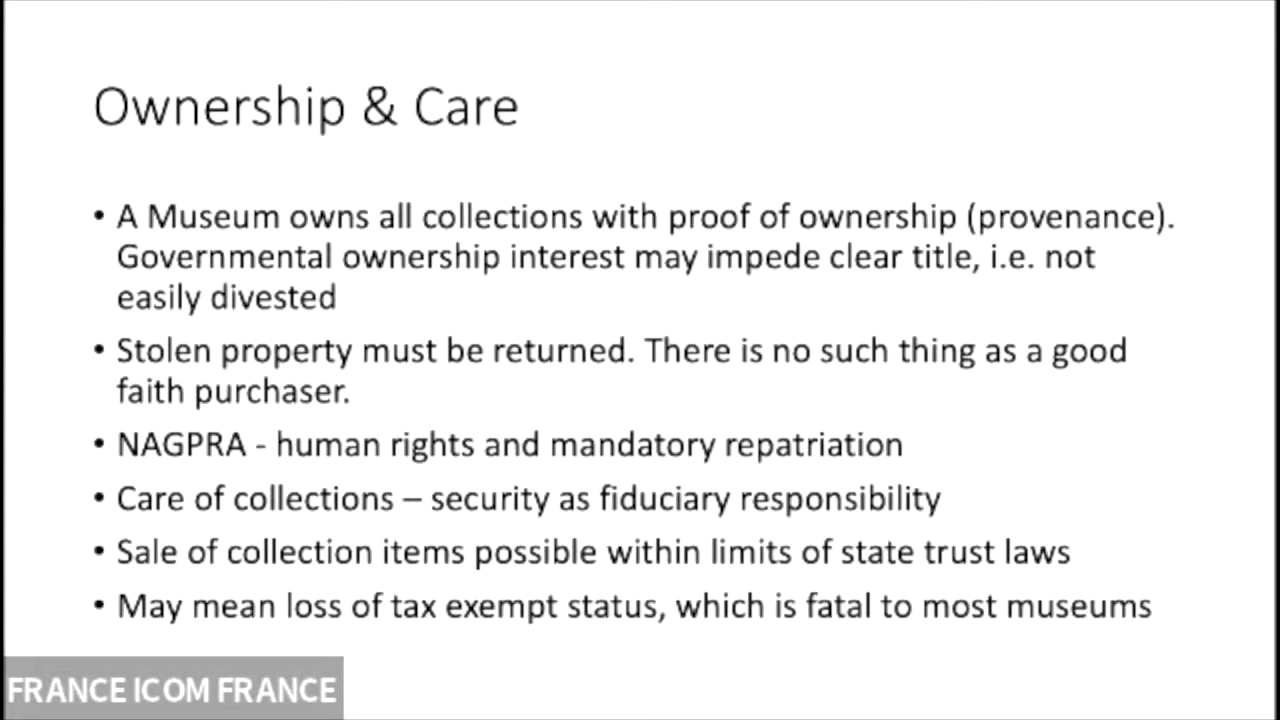 Ownership & Care
• A Museum owns all collections with proof of ownership (provenance).
Governmental ownership interest may impede clear title, i.e. not
easily divested
• Stolen property must be returned. There is no such thing as a good
faith purchaser.
• NAGPRA - human rights and mandatory repatriation
• Care of collections – security as fiduciary responsibility
• Sale of collection items possible within limits of state trust laws
• May mean loss of tax exempt status, which is fatal to most museums
FRANCE ICOM FRANCE